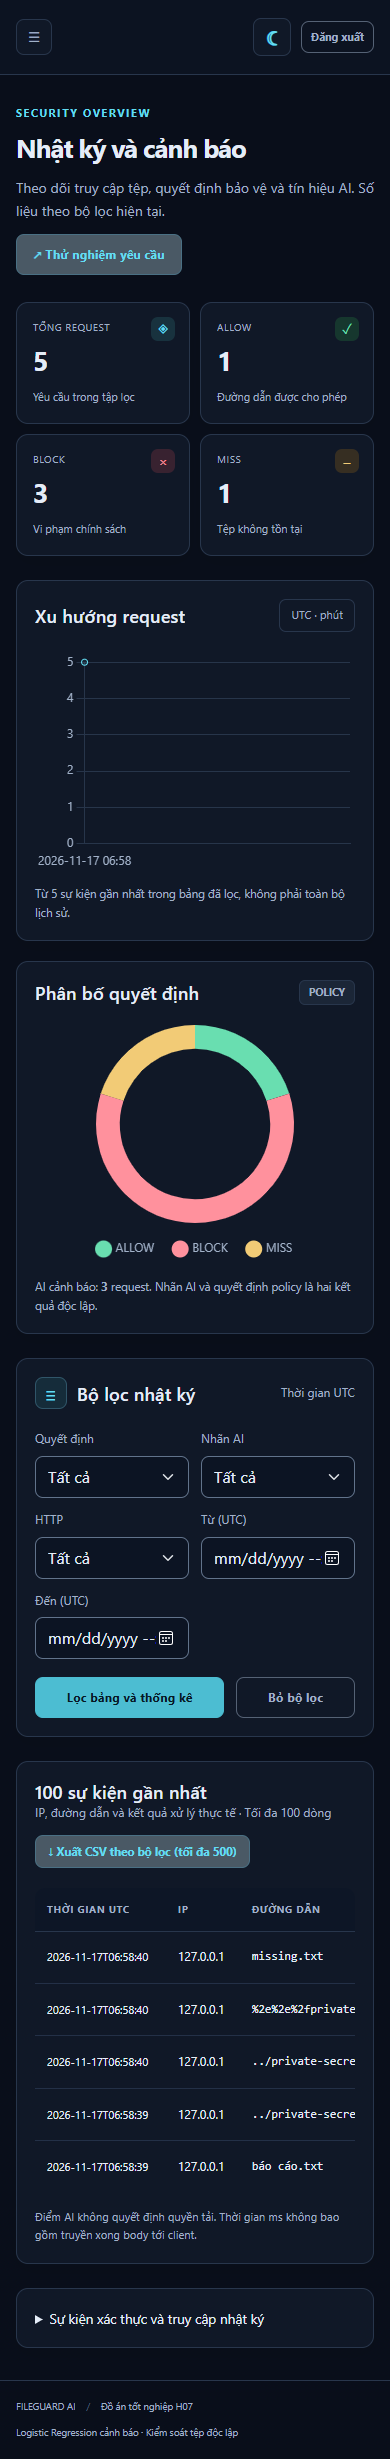 Đăng xuất
SECURITY OVERVIEW
Nhật ký và cảnh báo
Theo dõi truy cập tệp, quyết định bảo vệ và tín hiệu AI. Số
liệu theo bộ lọc hiện tại.
↗ Thử nghiệm yêu cầu
TỔNG REQUEST
5
Yêu cầu trong tập lọc
ALLOW
1
Đường dẫn được cho phép
BLOCK
3
Vi phạm chính sách
MISS
1
Tệp không tồn tại
Xu hướng request
UTC · phút
5
4
3
2
1
0
2026-11-17 06:58
Từ 5 sự kiện gần nhất trong bảng đã lọc, không phải toàn bộ
lịch sử.
Phân bố quyết định
POLICY
ALLOW BLOCK MISS
AI cảnh báo: 3 request. Nhãn AI và quyết định policy là hai kết
quả độc lập.
Bộ lọc nhật ký
Thời gian UTC
Quyết định
Tất cả
Nhãn AI
Tất cả
HTTP
Tất cả
Từ (UTC)
mm/dd/yyyy --
Đến (UTC)
mm/dd/yyyy --
Lọc bảng và thống kê
Bỏ bộ lọc
100 sự kiện gần nhất
IP, đường dẫn và kết quả xử lý thực tế · Tối đa 100 dòng
↓ Xuất CSV theo bộ lọc (tối đa 500)
THỜI GIAN UTC IP ĐƯỜNG DẪN
2026-11-17T06:58:40 127.0.0.1 missing.txt
2026-11-17T06:58:40 127.0.0.1 %2e%2e%2fprivate
2026-11-17T06:58:40 127.0.0.1 ../private-secre
2026-11-17T06:58:39 127.0.0.1 ../private-secre
2026-11-17T06:58:39 127.0.0.1 báo cáo.txt
Điểm AI không quyết định quyền tải. Thời gian ms không bao
gồm truyền xong body tới client.
▶ Sự kiện xác thực và truy cập nhật ký
FILEGUARD AI / Đồ án tốt nghiệp H07
Logistic Regression cảnh báo · Kiểm soát tệp độc lập